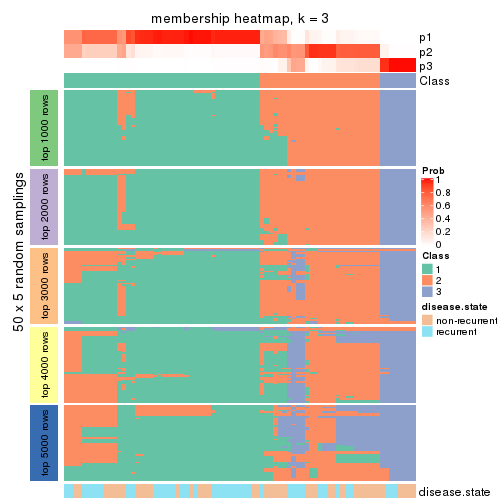 membership heatmap, k = 3
p1
p2
p3
Class
50 x 5 random samplings
top 1000 rows
top 2000 rows
top 3000 rows
top 4000 rows
top 5000 rows
disease.state
Prob
1
0.8
0.6
0.4
0.2
0
Class
1
2
3
disease.state
non-recurrent
recurrent